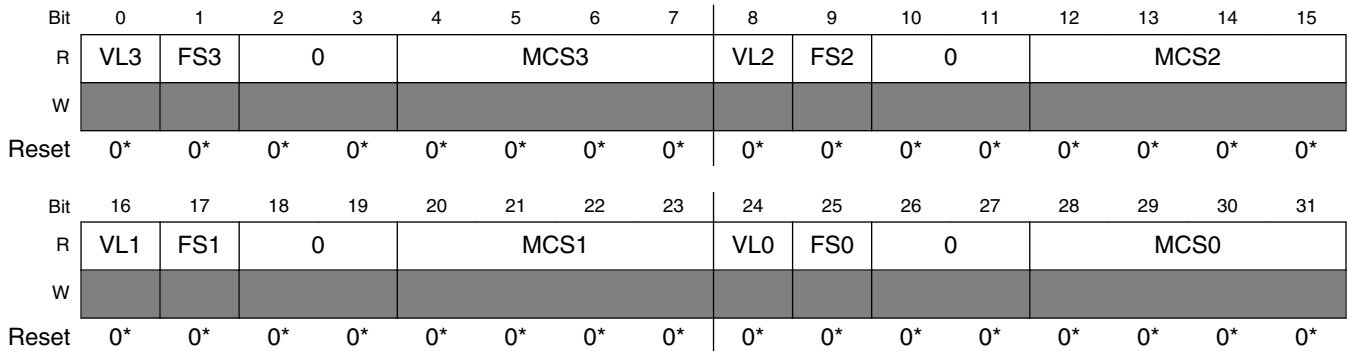 Bit 0 1 2 3 4 5 6 7 8 9 10 11 12 13 14 15
R VL3 FS3 0 MCS3 VL2 FS2 0 MCS2
W
Reset 0* 0* 0* 0* 0* 0* 0* 0* 0* 0* 0* 0* 0* 0* 0* 0*
Bit 16 17 18 19 20 21 22 23 24 25 26 27 28 29 30 31
R VL1 FS1 0 MCS1 VL0 FS0 0 MCS0
W
Reset 0* 0* 0* 0* 0* 0* 0* 0* 0* 0* 0* 0* 0* 0* 0* 0*